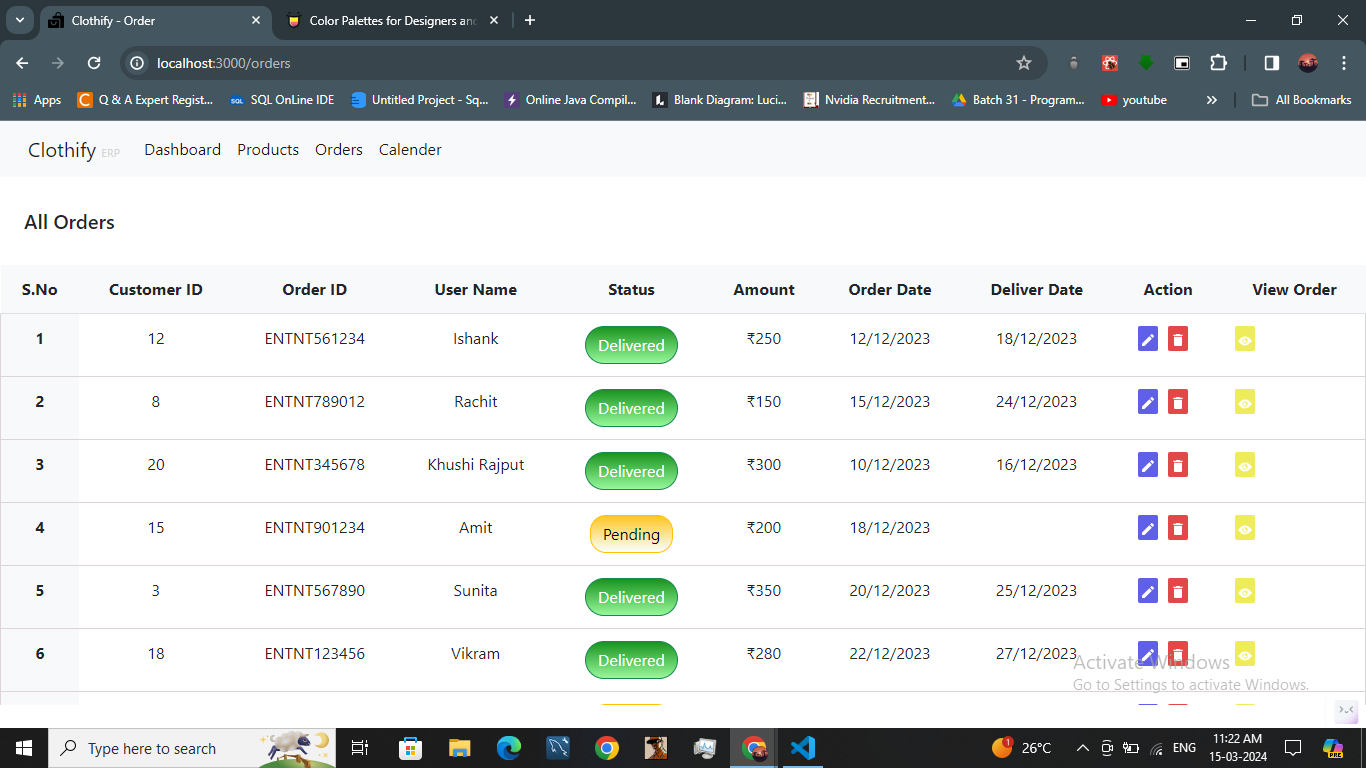 Clothify - Order
Color Palettes for Designers an
localhost:3000/orders
Apps
Q & A Expert Regist...
SQL OnLine IDE
Untitled Project - Sq...
Online Java Compil...
Blank Diagram: Luci...
Nvidia Recruitment...
Batch 31 - Program...
youtube
All Bookmarks
Clothify ERP Dashboard Products Orders Calender
All Orders
S.No Customer ID Order ID User Name Status Amount Order Date Deliver Date Action View Order
1 12 ENTNT561234 Ishank Delivered ₹250 12/12/2023 18/12/2023
2 8 ENTNT789012 Rachit Delivered ₹150 15/12/2023 24/12/2023
3 20 ENTNT345678 Khushi Rajput Delivered ₹300 10/12/2023 16/12/2023
4 15 ENTNT901234 Amit Pending ₹200 18/12/2023
5 3 ENTNT567890 Sunita Delivered ₹350 20/12/2023 25/12/2023
6 18 ENTNT123456 Vikram Delivered ₹280 22/12/2023 27/12/2023
Activate Windows
Go to Settings to activate Windows.
Type here to search
26°C
ENG
11:22 AM
15-03-2024